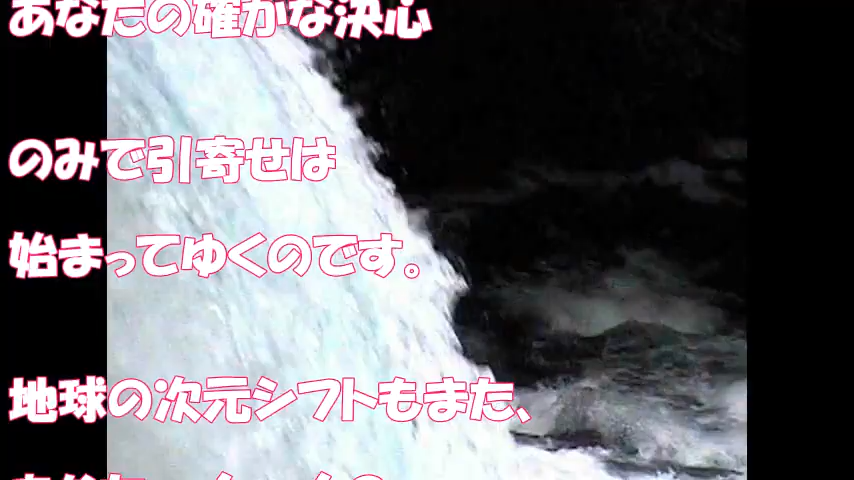 あなたの確かな決心
のみで引寄せは
始まってゆくのです。
地球の次元シフトもまた、